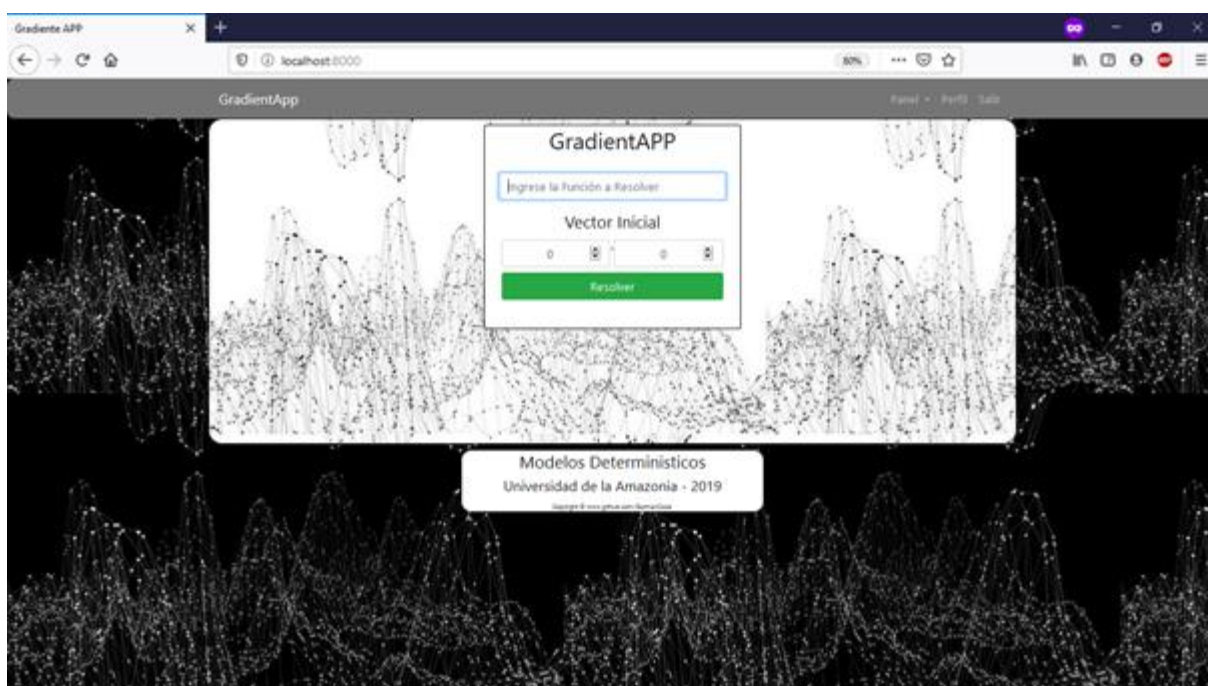 Gradiente APP
localhost:8000
80%
GradientApp
Panel Perfil Salir
GradientAPP
Ingrese la Función a Resolver
Vector Inicial
0 0
Resolver
Modelos Deterministicos
Universidad de la Amazonia - 2019
Copyright ©